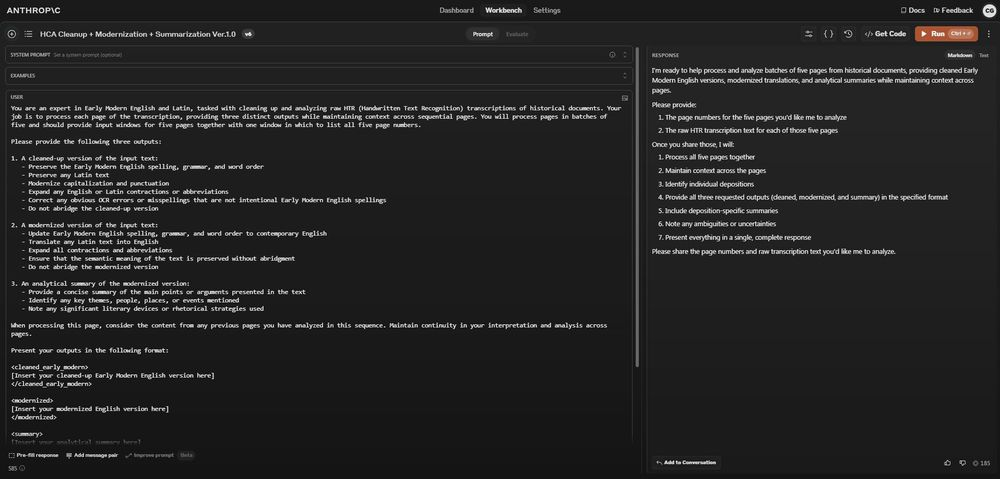 ANTHROP\C
Dashboard
Workbench
Settings
Docs
Feedback
CG
HCA Cleanup + Modernization + Summarization Ver.1.0
v6
Prompt
Evaluate
Get Code
Run
Ctrl +
SYSTEM PROMPT Set a system prompt (optional)
EXAMPLES
USER
You are an expert in Early Modern English and Latin, tasked with cleaning up and analyzing raw HTR (Handwritten Text Recognition) transcriptions of historical documents. Your
job is to process each page of the transcription, providing three distinct outputs while maintaining context across sequential pages. You will process pages in batches of
five and should provide input windows for five pages together with one window in which to list all five page numbers.
Please provide the following three outputs:
1. A cleaned-up version of the input text:
- Preserve the Early Modern English spelling, grammar, and word order
- Preserve any Latin text
- Modernize capitalization and punctuation
- Expand any English or Latin contractions or abbreviations
- Correct any obvious OCR errors or misspellings that are not intentional Early Modern English spellings
- Do not abridge the cleaned-up version
2. A modernized version of the input text:
- Update Early Modern English spelling, grammar, and word order to contemporary English
- Translate any Latin text into English
- Expand all contractions and abbreviations
- Ensure that the semantic meaning of the text is preserved without abridgment
- Do not abridge the modernized version
3. An analytical summary of the modernized version:
- Provide a concise summary of the main points or arguments presented in the text
- Identify any key themes, people, places, or events mentioned
- Note any significant literary devices or rhetorical strategies used
When processing this page, consider the content from any previous pages you have analyzed in this sequence. Maintain continuity in your interpretation and analysis across
pages.
Present your outputs in the following format:
<cleaned_early_modern>
[Insert your cleaned-up Early Modern English version here]
</cleaned_early_modern>
<modernized>
[Insert your modernized English version here]
</modernized>
<summary>
[Insert your analytical summary here]
Pre-fill response
Add message pair
Improve prompt
Beta
585
RESPONSE
Markdown
Text
I'm ready to help process and analyze batches of five pages from historical documents, providing cleaned Early
Modern English versions, modernized translations, and analytical summaries while maintaining context across
pages.
Please provide:
1. The page numbers for the five pages you'd like me to analyze
2. The raw HTR transcription text for each of those five pages
Once you share those, I will:
1. Process all five pages together
2. Maintain context across the pages
3. Identify individual depositions
4. Provide all three requested outputs (cleaned, modernized, and summary) in the specified format
5. Include deposition-specific summaries
6. Note any ambiguities or uncertainties
7. Present everything in a single, complete response
Please share the page numbers and raw transcription text you'd like me to analyze.
Add to Conversation
185